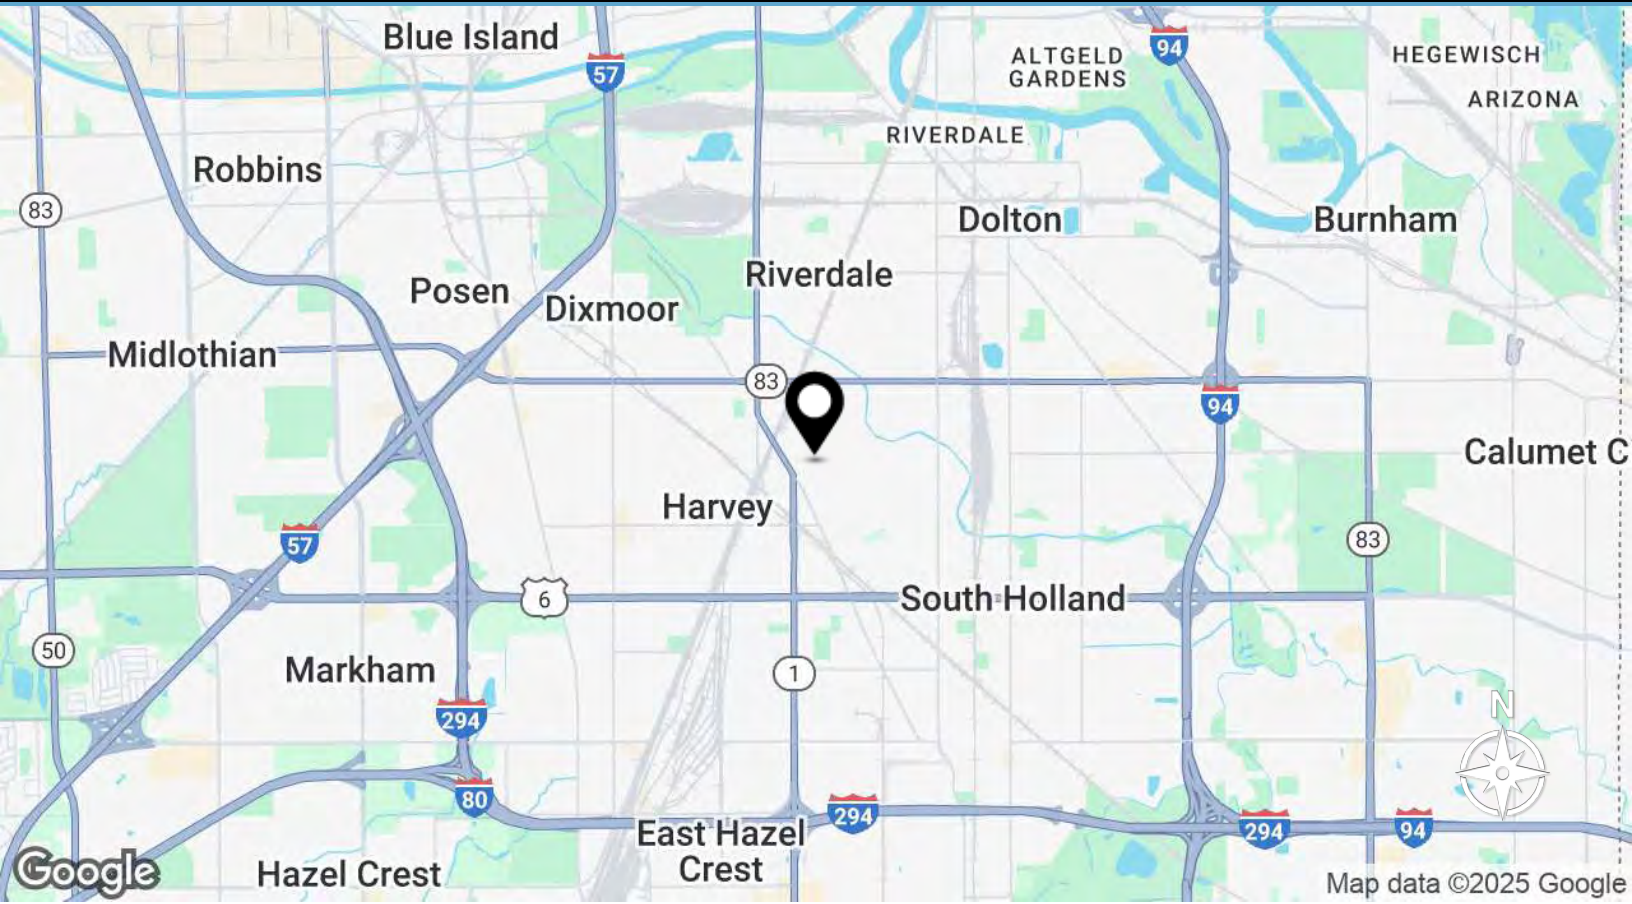 Blue Island
57
94
ALTGELD
GARDENS
HEGEWISCH
ARIZONA
RIVERDALE
Robbins
83
Dolton
Burnham
Riverdale
Posen
Dixmoor
Midlothian
83
94
Calumet C
Harvey
57
83
6
South Holland
50
Markham
1
294
N
80
294
294
94
East Hazel
Crest
Hazel Crest
Google
Map data ©2025 Google